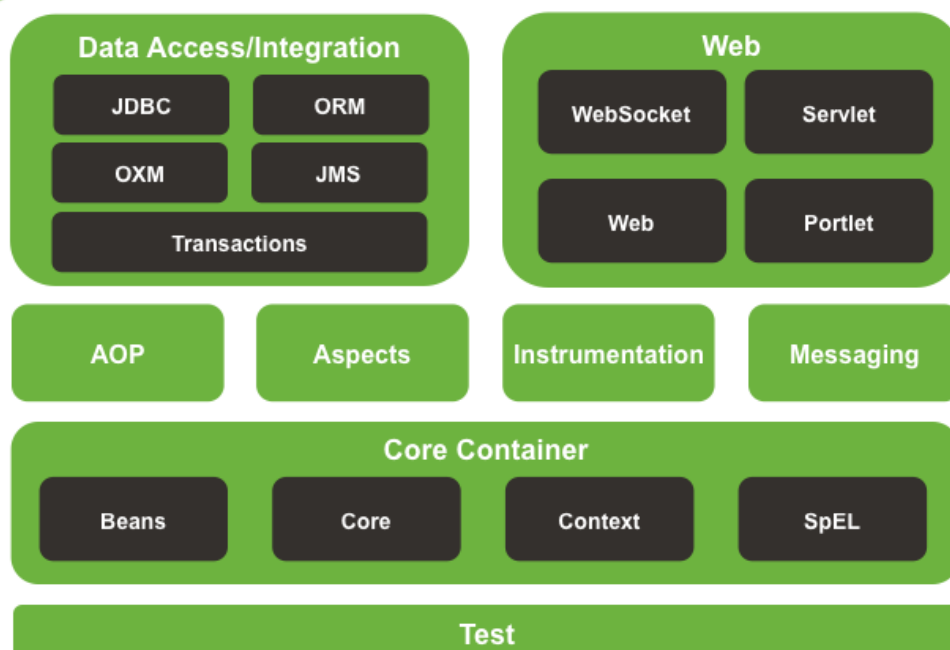 Data Access/Integration
JDBC
ORM
OXM
JMS
Transactions
Web
WebSocket
Servlet
Web
Portlet
AOP
Aspects
Instrumentation
Messaging
Core Container
Beans
Core
Context
SpEL
Test